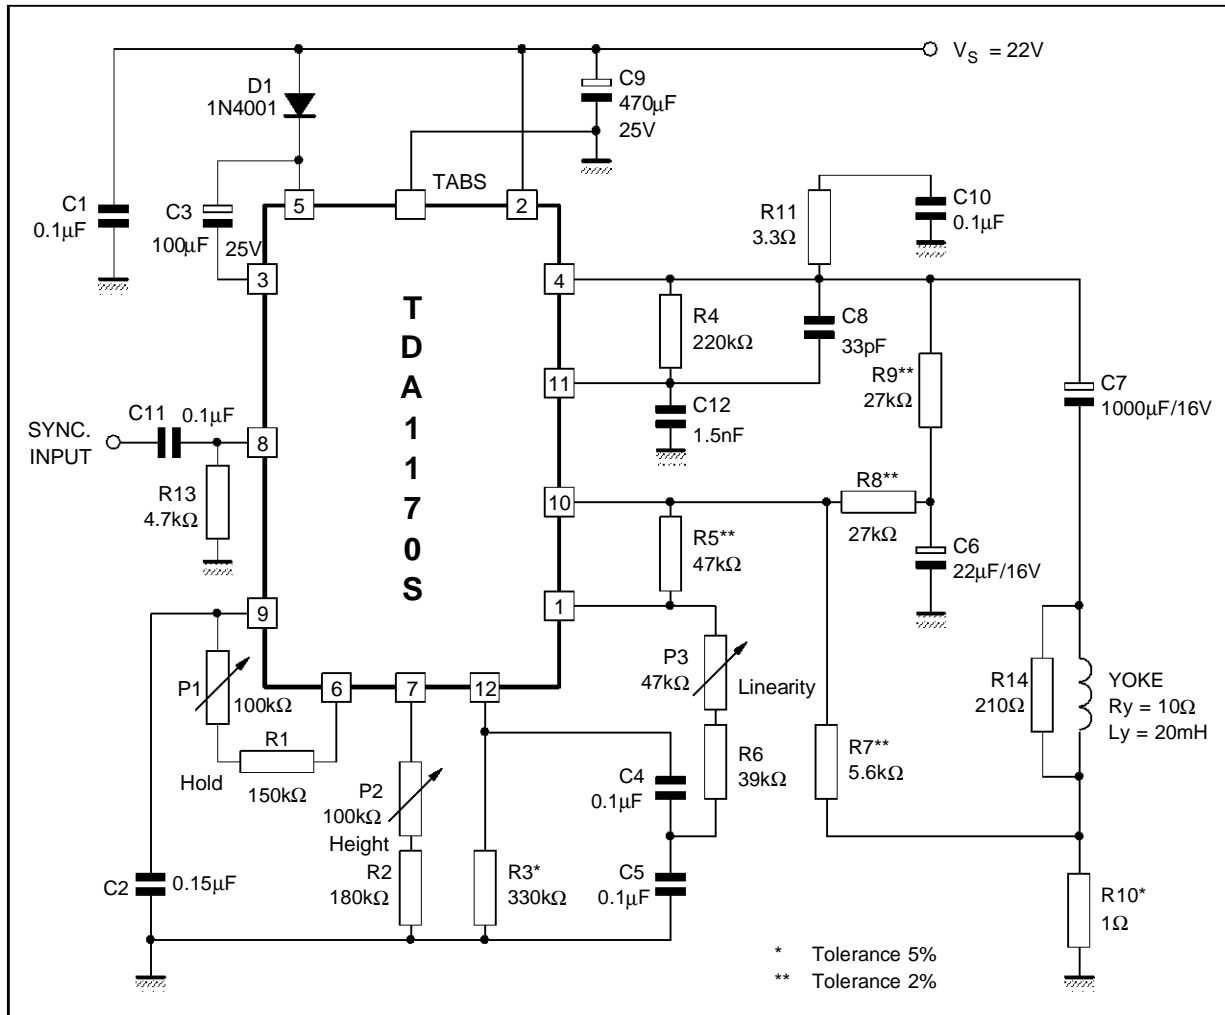 V_S = 22V
D1
1N4001
C9
470µF
25V
TABS
C1
0.1µF
C3
100µF
25V
5
2
3
4
R11
3.3Ω
C10
0.1µF
TDA1170S
R4
220kΩ
C8
33pF
11
R9**
27kΩ
C7
1000µF/16V
C11
0.1µF
C12
1.5nF
SYNC.
INPUT
8
R13
4.7kΩ
10
R8**
27kΩ
R5**
47kΩ
C6
22µF/16V
9
1
P1
100kΩ
6
7
12
P3
47kΩ
Linearity
R14
210Ω
YOKE
Ry = 10Ω
Ly = 20mH
R1
150kΩ
Hold
P2
100kΩ
Height
C4
0.1µF
R6
39kΩ
R7**
5.6kΩ
C2
0.15µF
R2
180kΩ
R3*
330kΩ
C5
0.1µF
R10*
1Ω
* Tolerance 5%
** Tolerance 2%